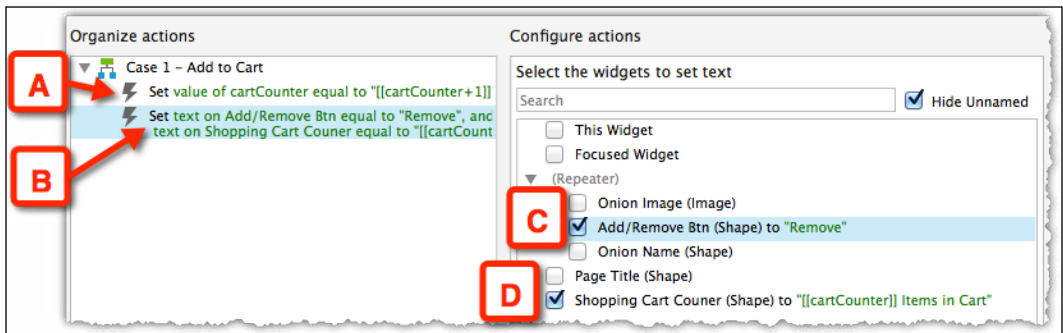 Organize actions
Configure actions
Case 1 – Add to Cart
A
Set value of cartCounter equal to "[[cartCounter+1]]
Set text on Add/Remove Btn equal to "Remove", and
text on Shopping Cart Couner equal to "[[cartCount
B
Select the widgets to set text
Search
Hide Unnamed
This Widget
Focused Widget
(Repeater)
Onion Image (Image)
C
Add/Remove Btn (Shape) to "Remove"
Onion Name (Shape)
Page Title (Shape)
D
Shopping Cart Couner (Shape) to "[[cartCounter]] Items in Cart"